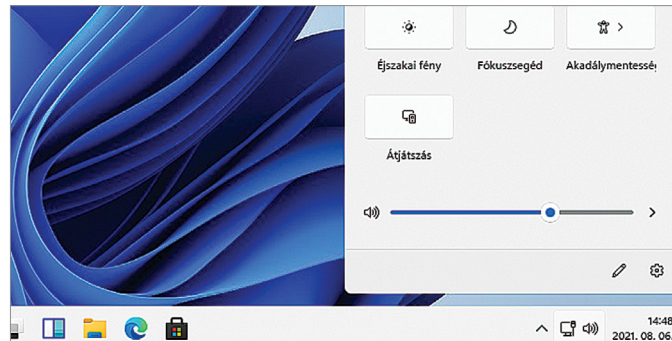 Éjszakai fény
Fókuszsegéd
Akadálymentessé
Átjátszás
14:48
2021. 08. 06.